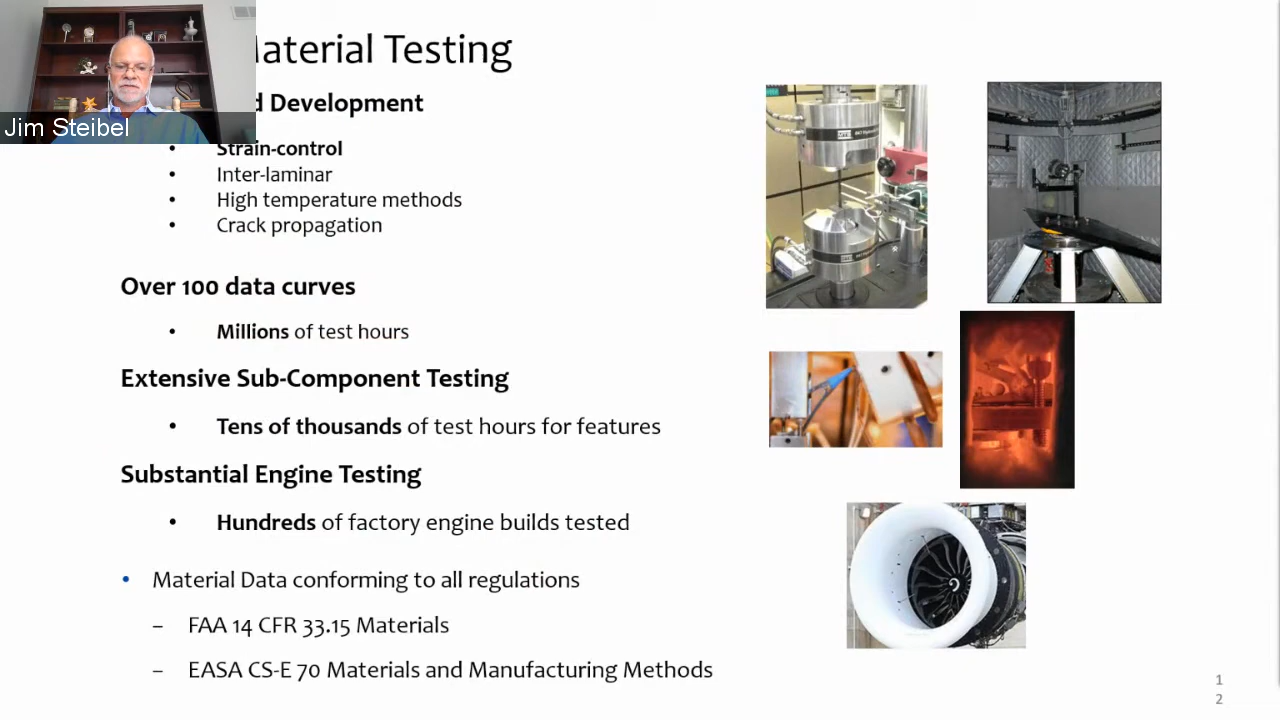 Material Testing
d Development
Jim Steibel
• Strain-control
• Inter-laminar
• High temperature methods
• Crack propagation
Over 100 data curves
• Millions of test hours
Extensive Sub-Component Testing
• Tens of thousands of test hours for features
Substantial Engine Testing
• Hundreds of factory engine builds tested
• Material Data conforming to all regulations
– FAA 14 CFR 33.15 Materials
– EASA CS-E 70 Materials and Manufacturing Methods
1
2